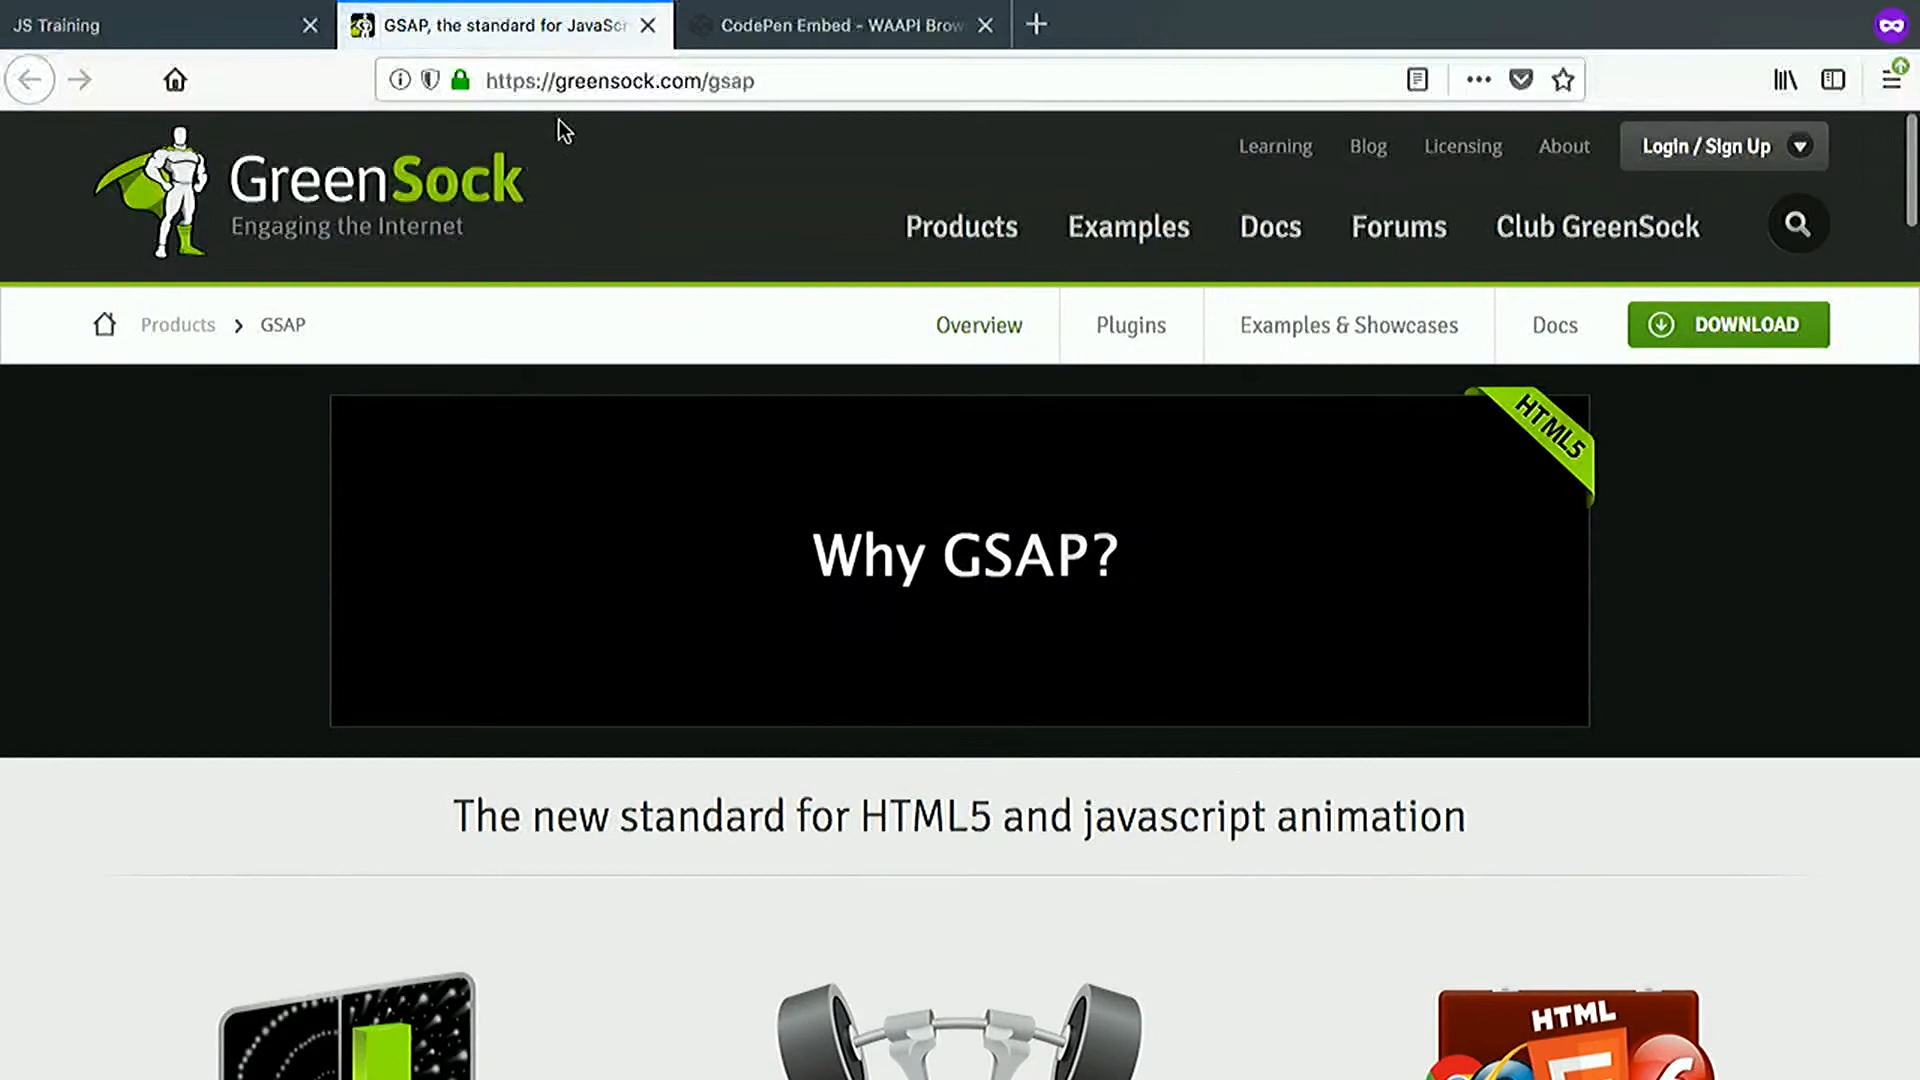 JS Training
GSAP, the standard for JavaScr
CodePen Embed - WAAPI Brow
https://greensock.com/gsap
GreenSock
Engaging the Internet
Learning
Blog
Licensing
About
Login / Sign Up
Products
Examples
Docs
Forums
Club GreenSock
Products
GSAP
Overview
Plugins
Examples & Showcases
Docs
DOWNLOAD
HTML5
Why GSAP?
The new standard for HTML5 and javascript animation
HTML